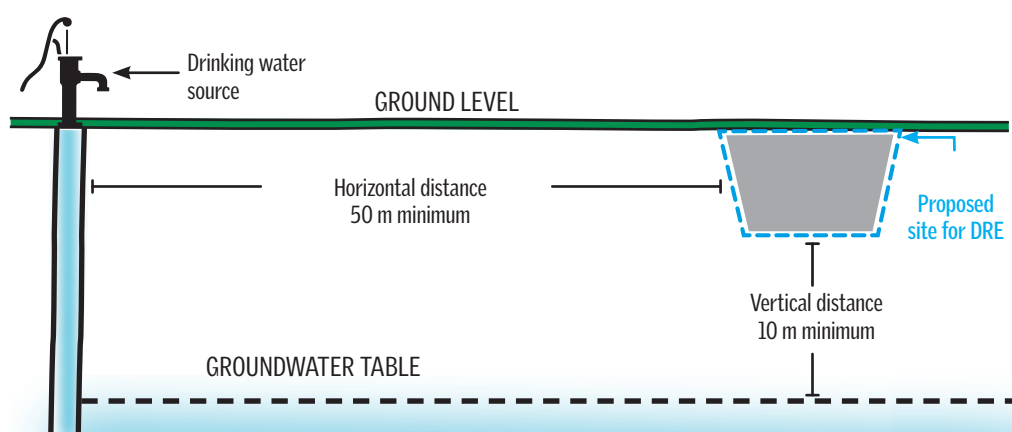 Drinking water
source
GROUND LEVEL
Horizontal distance
50 m minimum
Proposed
site for DRE
Vertical distance
10 m minimum
GROUNDWATER TABLE